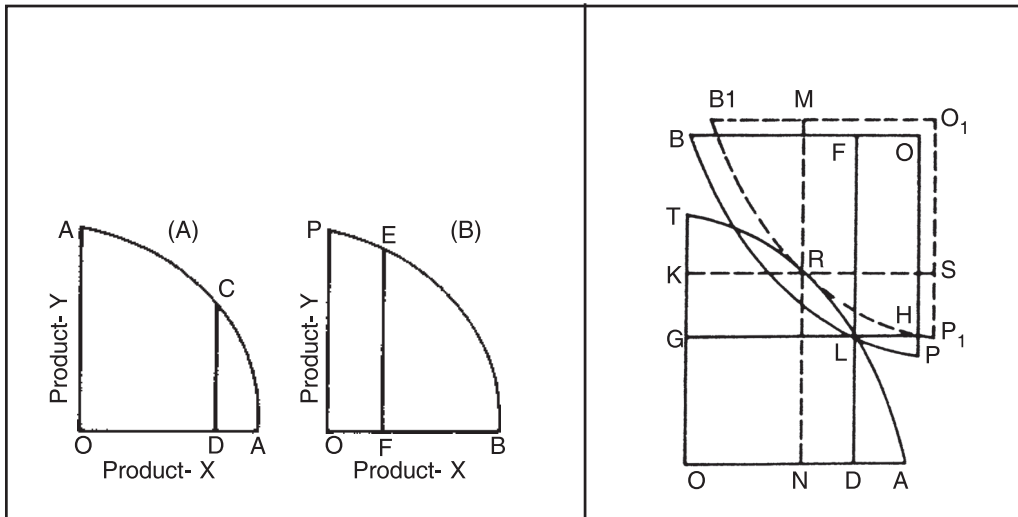 A (A) C
Product- Y
O D A
Product- X
P E (B)
Product- Y
O F B
Product- X
B1 M O1
B F O
T
K R S
G L H P P1
O N D A